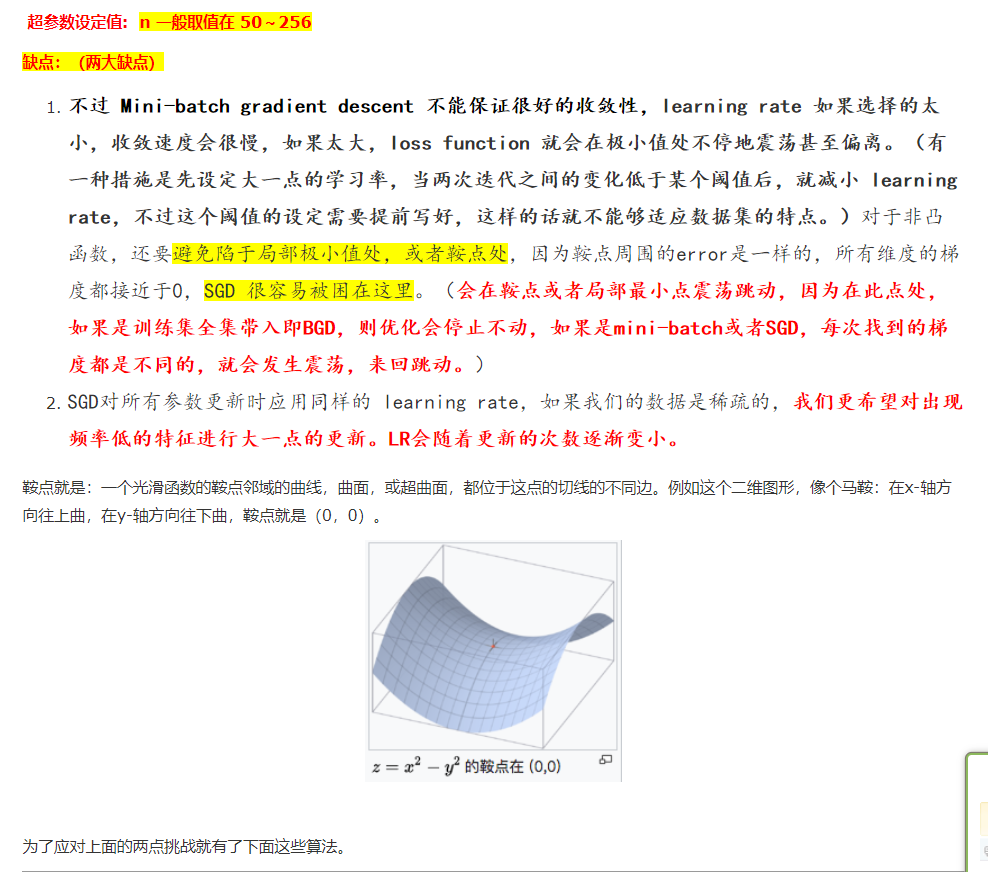 超参数设定值: n 一般取值在 50~256
缺点: (两大缺点)
1. 不过 Mini-batch gradient descent 不能保证很好的收敛性，learning rate 如果选择的太
小，收敛速度会很慢，如果太大，loss function 就会在极小值处不停地震荡甚至偏离。（有
一种措施是先设定大一点的学习率，当两次迭代之间的变化低于某个阈值后，就减小 learning
rate，不过这个阈值的设定需要提前写好，这样的话就不能够适应数据集的特点。）对于非凸
函数，还要避免陷于局部极小值处，或者鞍点处，因为鞍点周围的error是一样的，所有维度的梯
度都接近于0，SGD 很容易被困在这里。（会在鞍点或者局部最小点震荡跳动，因为在此点处，
如果是训练集全集带入即BGD，则优化会停止不动，如果是mini-batch或者SGD，每次找到的梯
度都是不同的，就会发生震荡，来回跳动。）
2. SGD对所有参数更新时应用同样的 learning rate，如果我们的数据是稀疏的，我们更希望对出现
频率低的特征进行大一点的更新。LR会随着更新的次数逐渐变小。
鞍点就是：一个光滑函数的鞍点邻域的曲线，曲面，或超曲面，都位于这点的切线的不同边。例如这个二维图形，像个马鞍：在x-轴方
向往上曲，在y-轴方向往下曲，鞍点就是（0，0）。
z = x² − y² 的鞍点在 (0,0)
为了应对上面的两点挑战就有了下面这些算法。